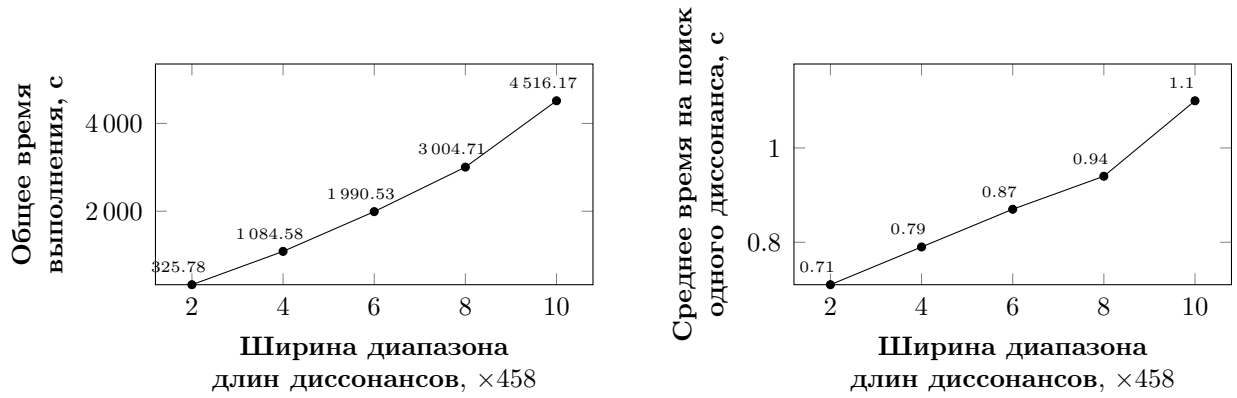 Общее время
выполнения, с
4 000
2 000
325.78
1 084.58
1 990.53
3 004.71
4 516.17
2 4 6 8 10
Ширина диапазона
длин диссонансов, ×458
Среднее время на поиск
одного диссонанса, с
1
0.8
0.71
0.79
0.87
0.94
1.1
2 4 6 8 10
Ширина диапазона
длин диссонансов, ×458